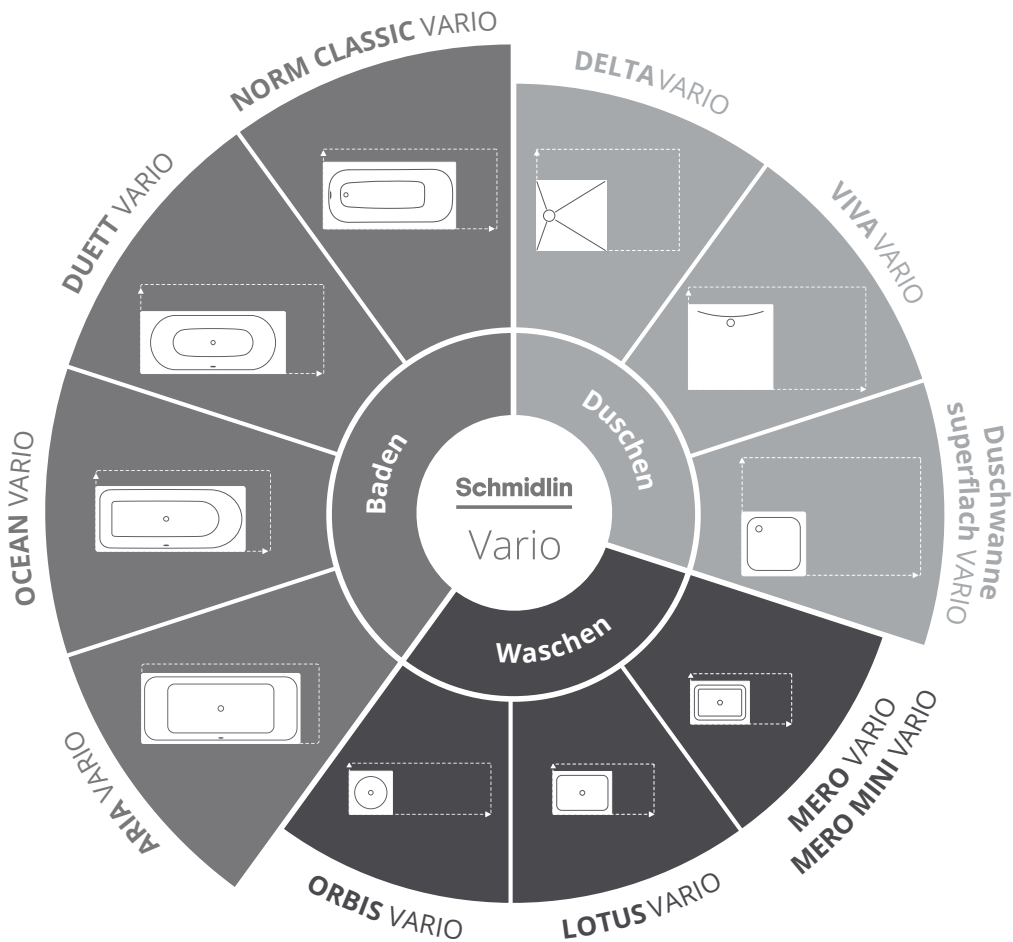 NORM CLASSIC VARIO
DELTA VARIO
DUETT VARIO
VIVA VARIO
Duschwanne
superflach VARIO
OCEAN VARIO
Baden
Duschen
Schmidlin
Vario
Waschen
ARIA VARIO
MERO VARIO
MERO MINI VARIO
ORBIS VARIO
LOTUS VARIO